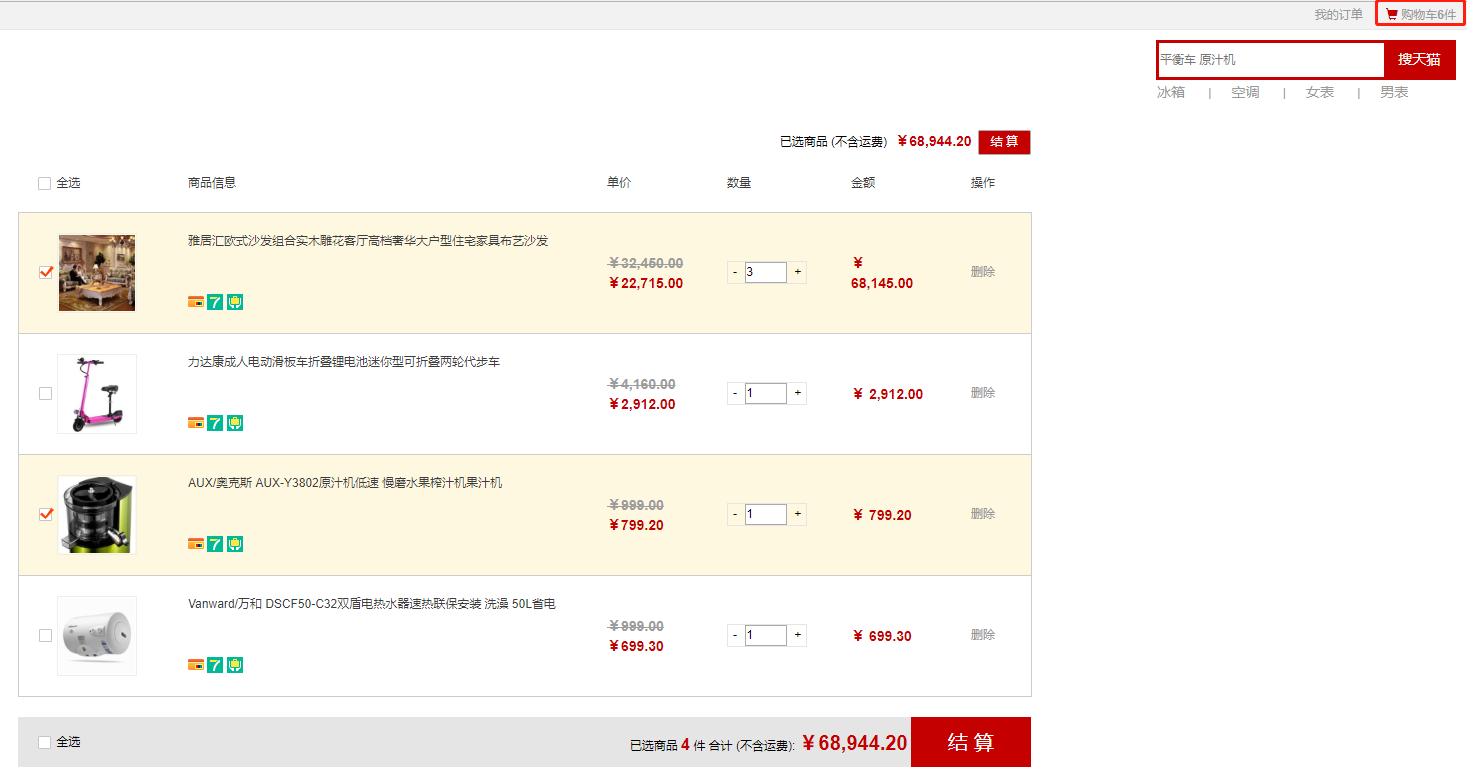 我的订单 购物车6件
平衡车 原汁机 搜天猫
冰箱 | 空调 | 女表 | 男表
已选商品 (不含运费) ￥68,944.20 结 算
全选 商品信息 单价 数量 金额 操作
雅居汇欧式沙发组合实木雕花客厅高档奢华大户型住宅家具布艺沙发
￥32,450.00
￥22,715.00
- 3 +
￥
68,145.00
删除
7
力达康成人电动滑板车折叠锂电池迷你型可折叠两轮代步车
￥4,160.00
￥2,912.00
- 1 +
￥ 2,912.00
删除
7
AUX/奥克斯 AUX-Y3802原汁机低速 慢磨水果榨汁机果汁机
￥999.00
￥799.20
- 1 +
￥ 799.20
删除
7
Vanward/万和 DSCF50-C32双盾电热水器速热联保安装 洗澡 50L省电
￥999.00
￥699.30
- 1 +
￥ 699.30
删除
7
全选 已选商品 4 件 合计 (不含运费): ￥68,944.20 结 算